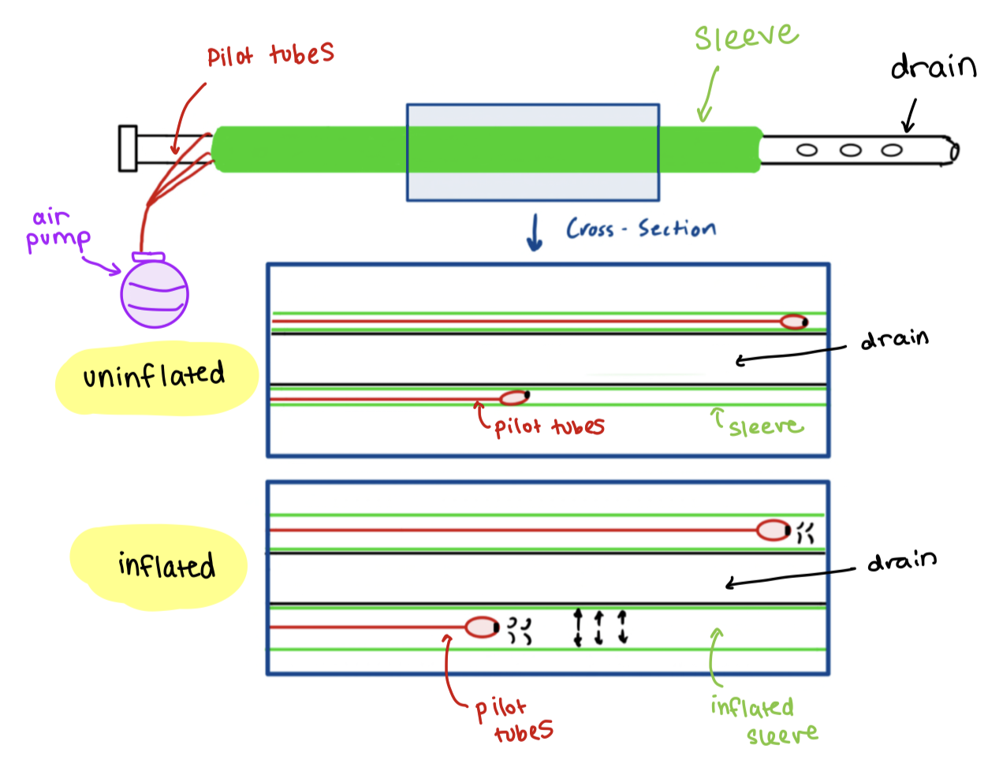 Pilot tubes
Sleeve
drain
air
pump
Cross-Section
uninflated
drain
pilot tubes
sleeve
inflated
drain
pilot
tubes
inflated
sleeve